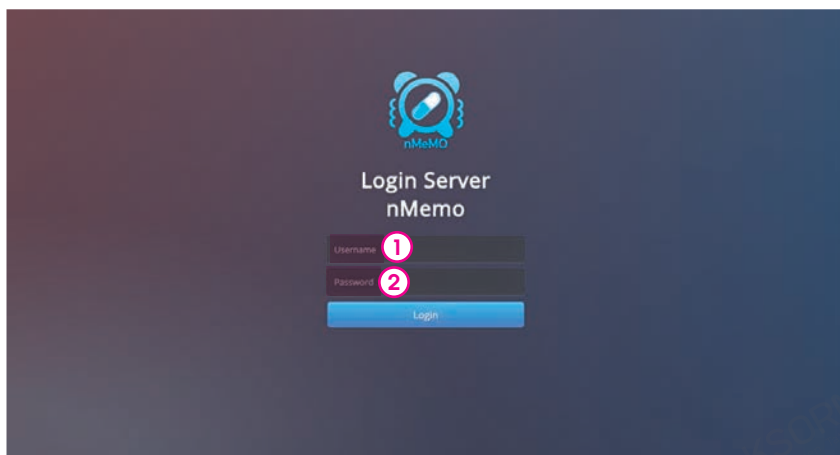 nMeMO
Login Server
nMemo
Username 1
Password 2
Login